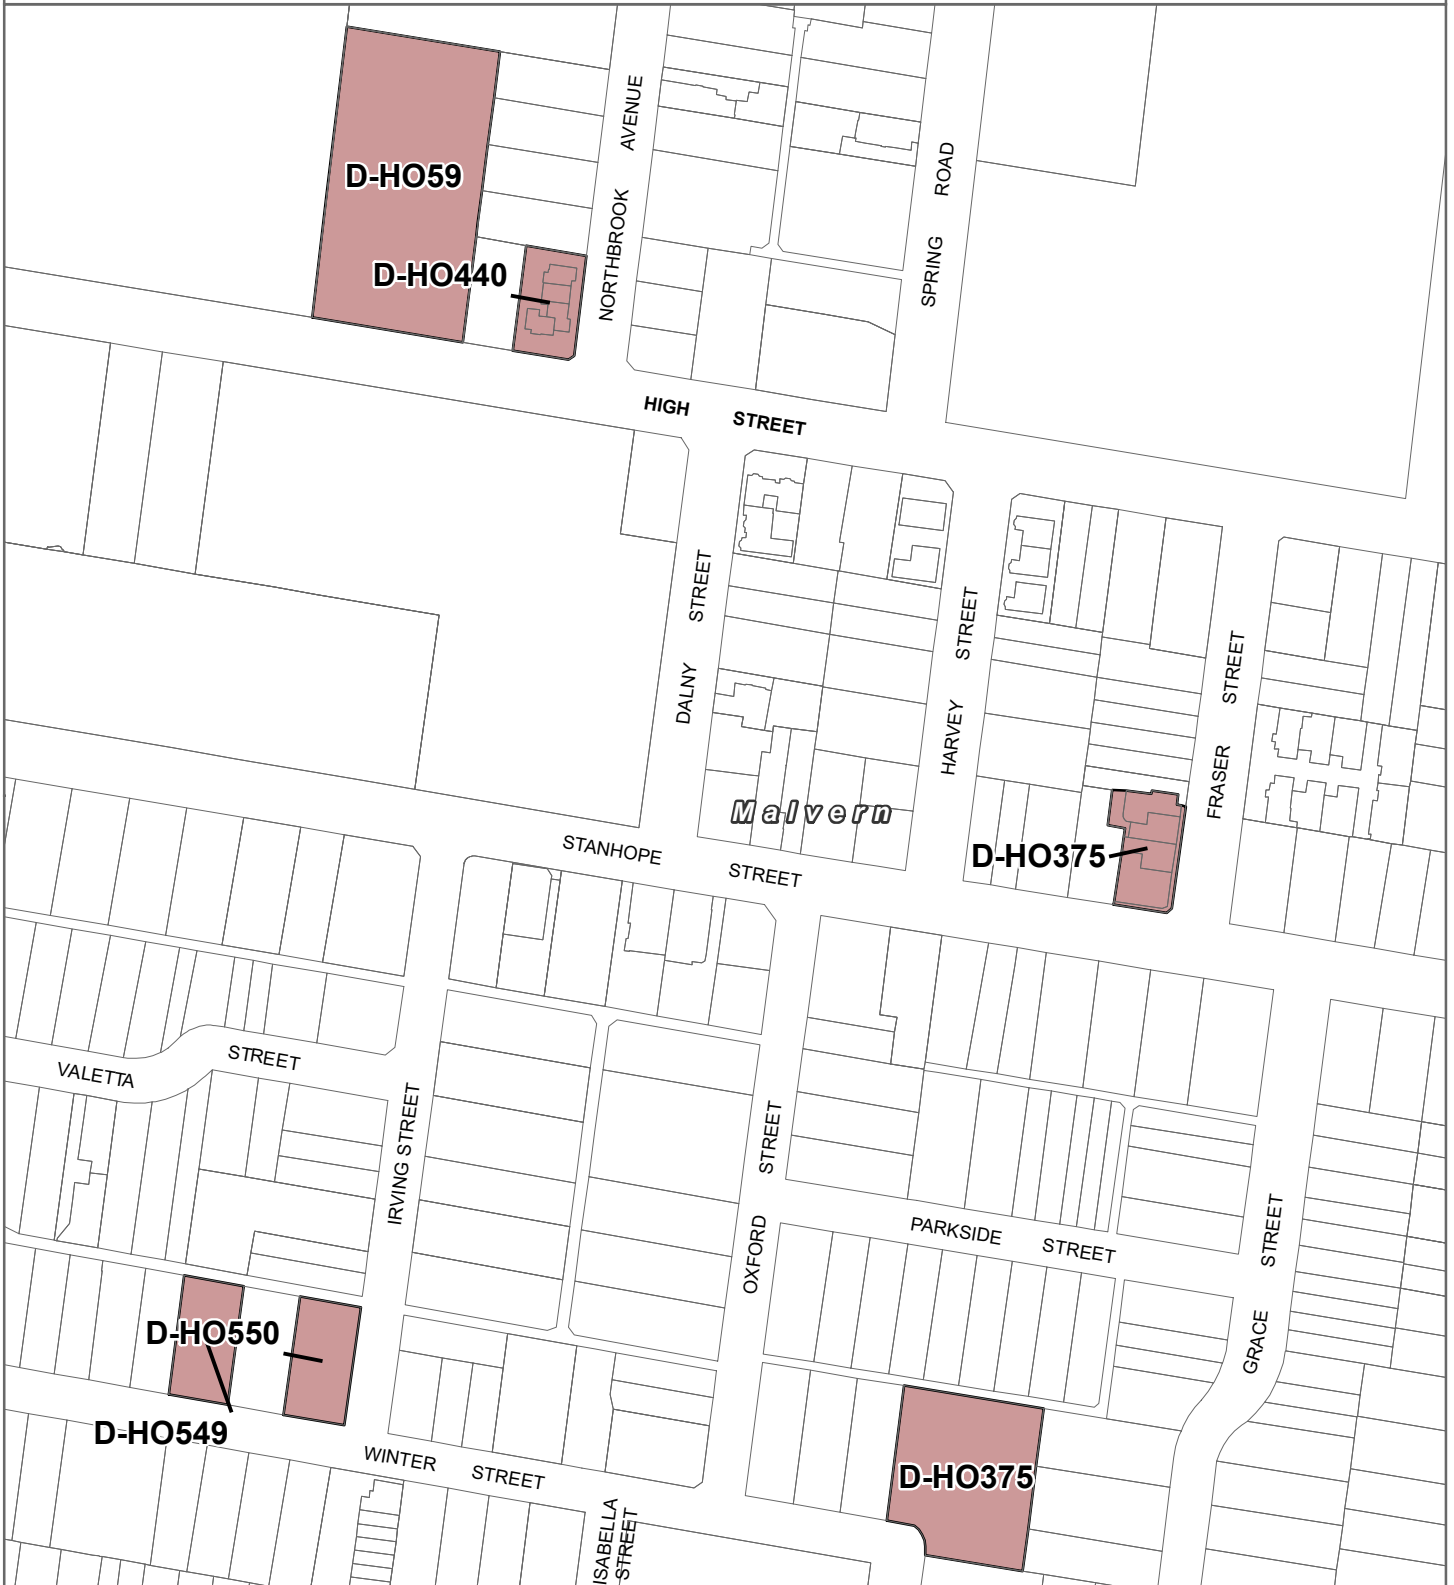 AVENUE
ROAD
D-HO59
NORTHBROOK
SPRING
D-HO440
HIGH STREET
STREET
STREET
STREET
DALNY
HARVEY
FRASER
Malvern
STANHOPE STREET
D-HO375
VALETTA STREET
IRVING STREET
STREET
OXFORD
PARKSIDE STREET
STREET
GRACE
D-HO550
D-HO549
WINTER STREET
D-HO375
ISABELLA
STREET